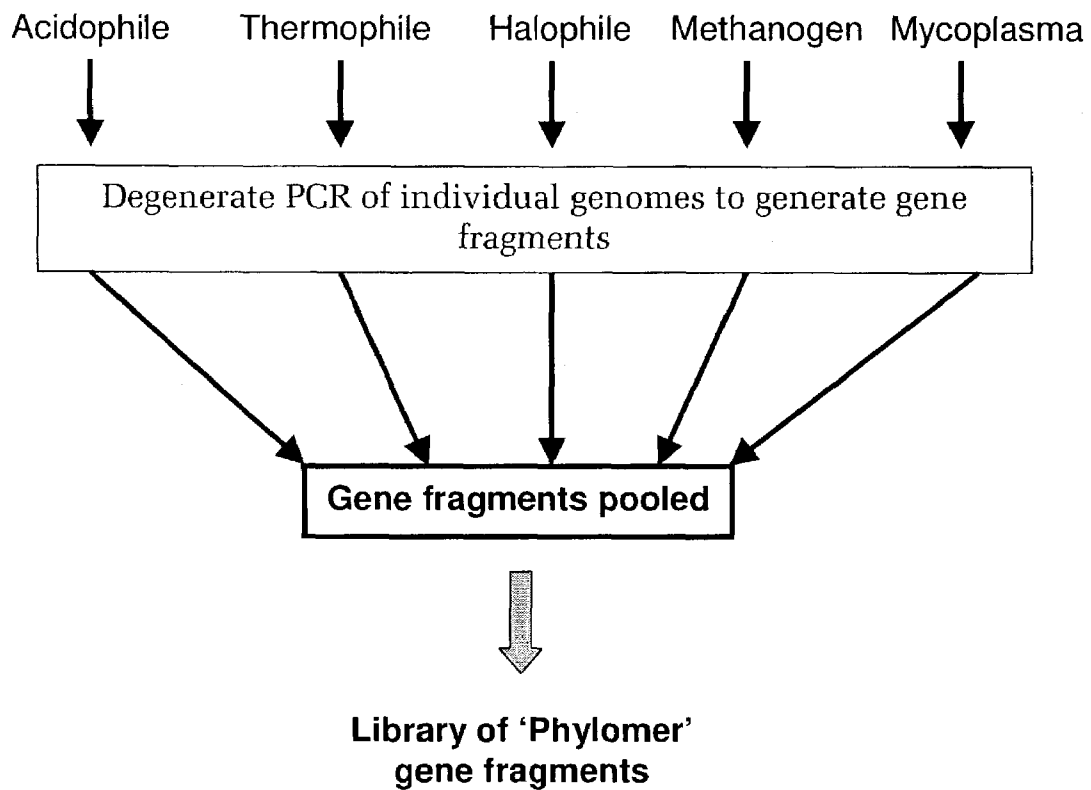 Acidophile Thermophile Halophile Methanogen Mycoplasma
Degenerate PCR of individual genomes to generate gene
fragments
Gene fragments pooled
Library of ‘Phylomer’
gene fragments